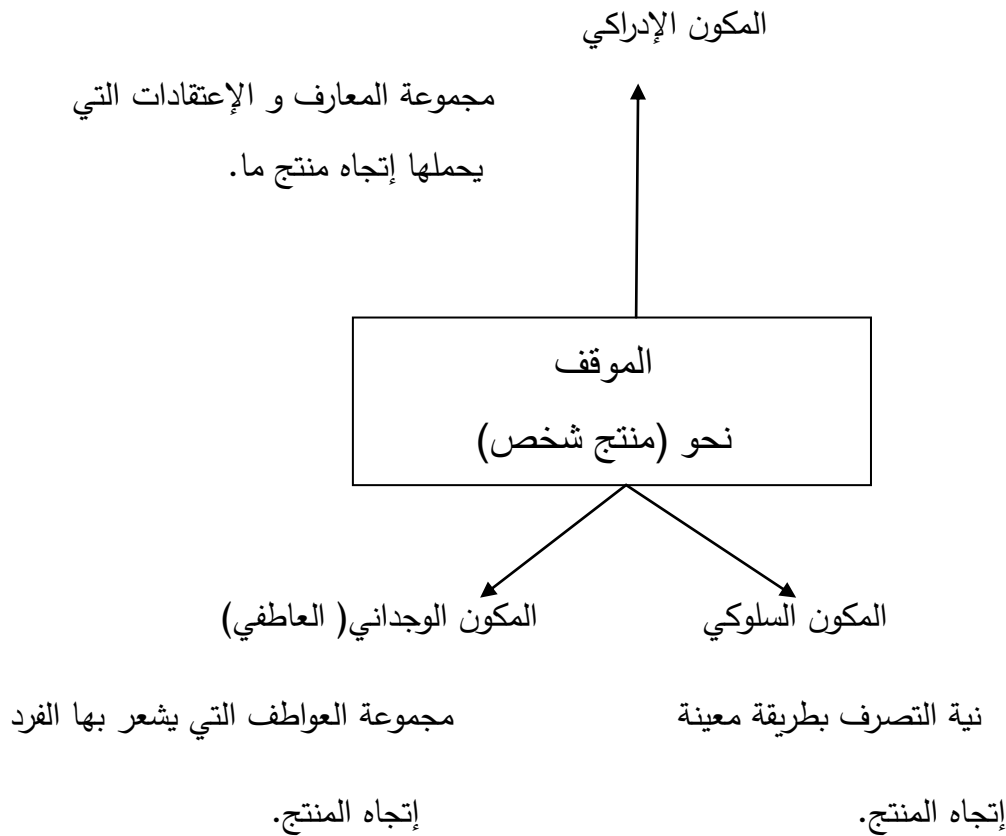 المكون الإدراكي
مجموعة المعارف و الإعتقادات التي
يحملها إتجاه منتج ما.
الموقف
نحو (منتج شخص)
المكون السلوكي
المكون الوجداني( العاطفي)
نية التصرف بطريقة معينة
مجموعة العواطف التي يشعر بها الفرد
إتجاه المنتج.
إتجاه المنتج.